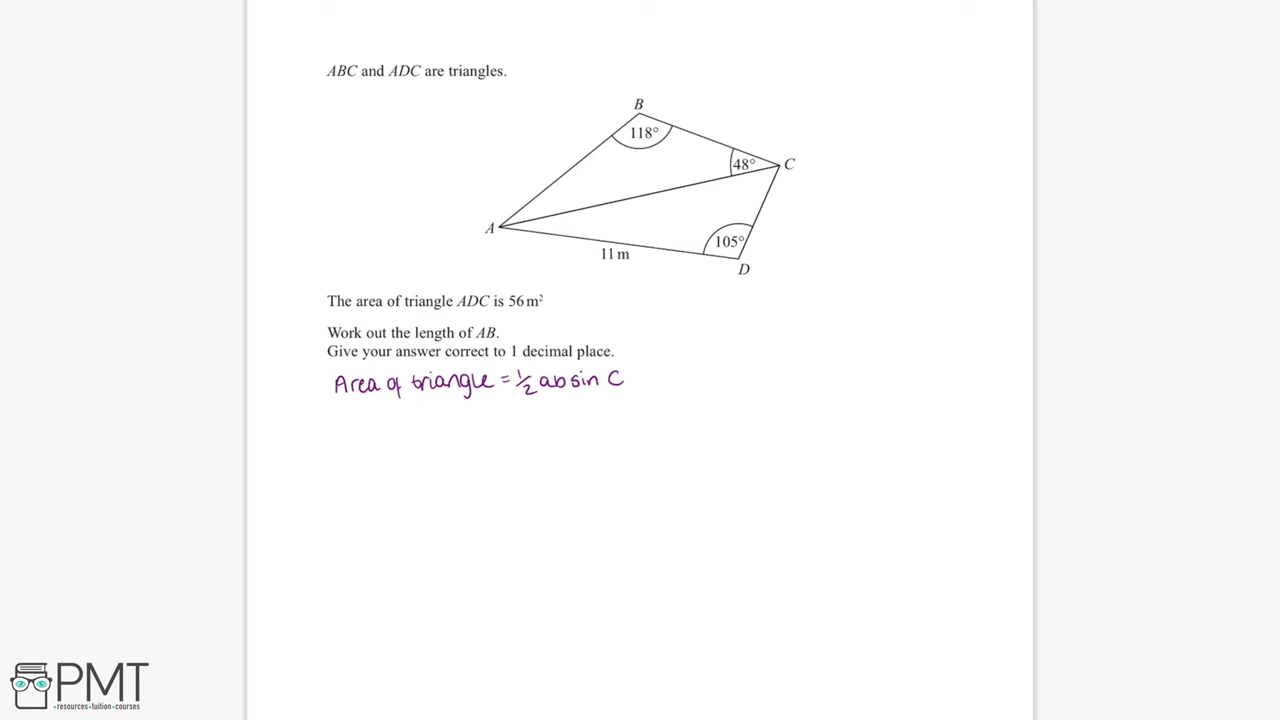 ABC and ADC are triangles.
B
118°
48°
C
A
105°
11 m
D
The area of triangle ADC is 56 m²
Work out the length of AB.
Give your answer correct to 1 decimal place.
Area of triangle = ½ ab sin C
PMT
•resources•tuition•courses